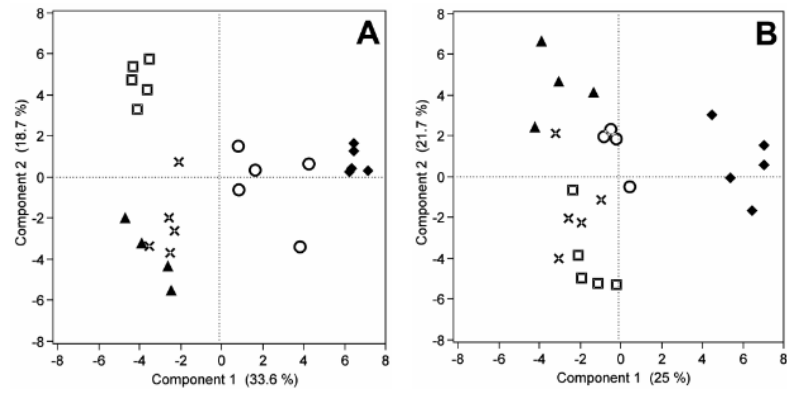 A
8
6
4
2
0
-2
-4
-6
-8
Component 2 (18.7 %)
-8 -6 -4 -2 0 2 4 6 8
Component 1 (33.6 %)
B
8
6
4
2
0
-2
-4
-6
-8
Component 2 (21.7 %)
-8 -6 -4 -2 0 2 4 6 8
Component 1 (25 %)